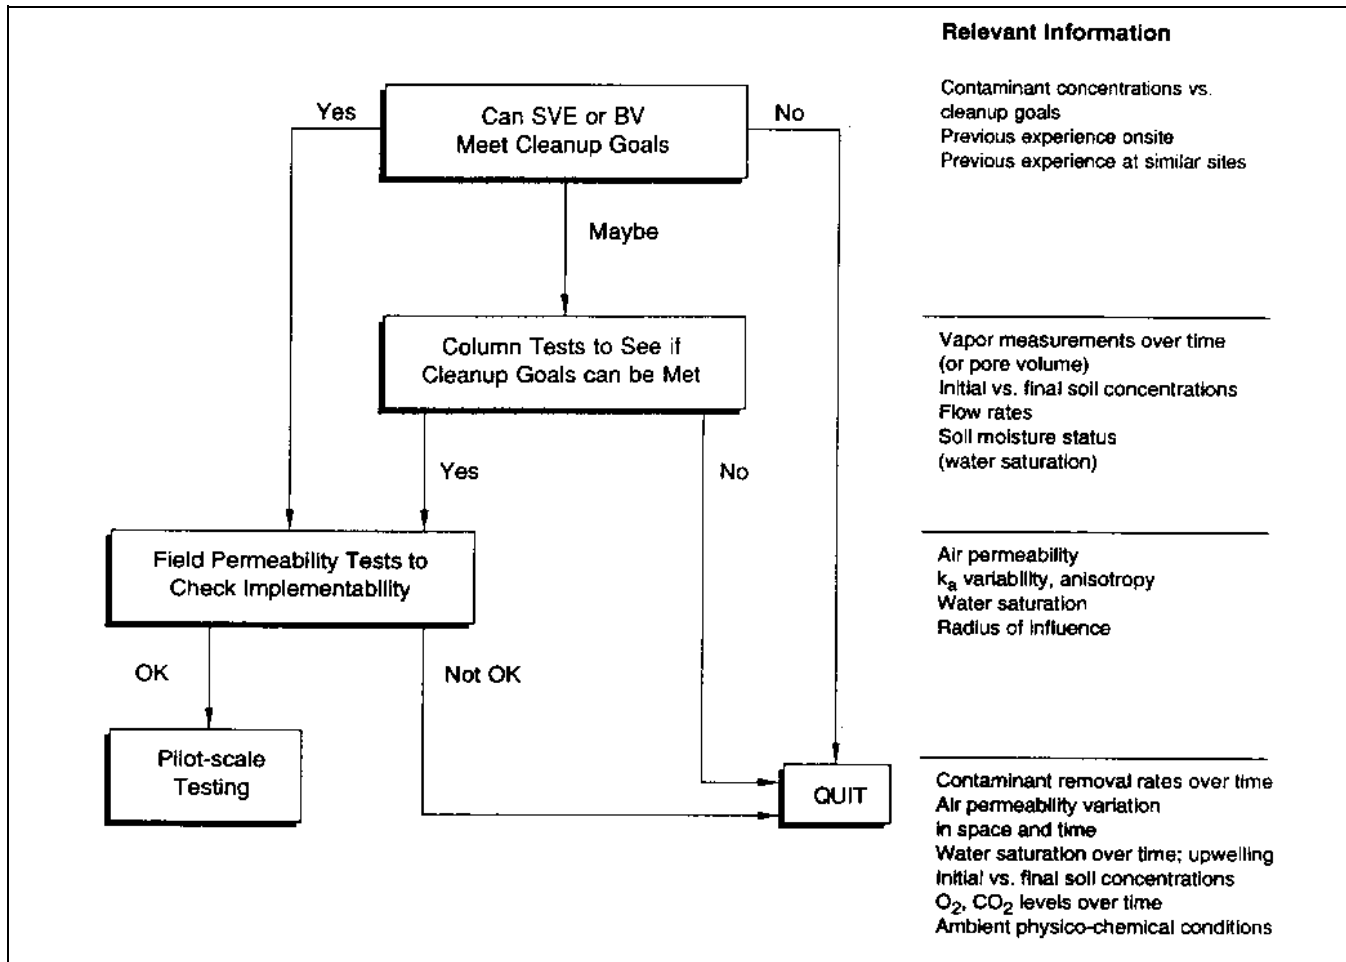 Relevant Information
Yes
Can SVE or BV
Meet Cleanup Goals
No
Contaminant concentrations vs.
cleanup goals
Previous experience onsite
Previous experience at similar sites
Maybe
Column Tests to See if
Cleanup Goals can be Met
Vapor measurements over time
(or pore volume)
Initial vs. final soil concentrations
Flow rates
Soil moisture status
(water saturation)
Yes
No
Field Permeability Tests to
Check Implementability
Air permeability
ka variability, anisotropy
Water saturation
Radius of influence
OK
Not OK
Pilot-scale
Testing
QUIT
Contaminant removal rates over time
Air permeability variation
in space and time
Water saturation over time; upwelling
Initial vs. final soil concentrations
O2, CO2 levels over time
Ambient physico-chemical conditions